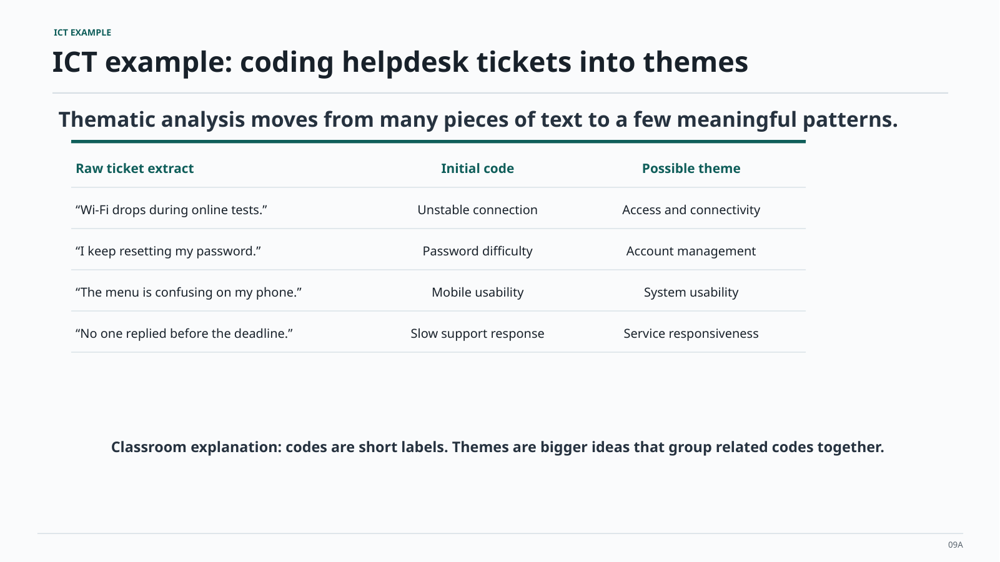 ICT EXAMPLE
ICT example: coding helpdesk tickets into themes
Thematic analysis moves from many pieces of text to a few meaningful patterns.
Raw ticket extract Initial code Possible theme
“Wi-Fi drops during online tests.” Unstable connection Access and connectivity
“I keep resetting my password.” Password difficulty Account management
“The menu is confusing on my phone.” Mobile usability System usability
“No one replied before the deadline.” Slow support response Service responsiveness
Classroom explanation: codes are short labels. Themes are bigger ideas that group related codes together.
09A